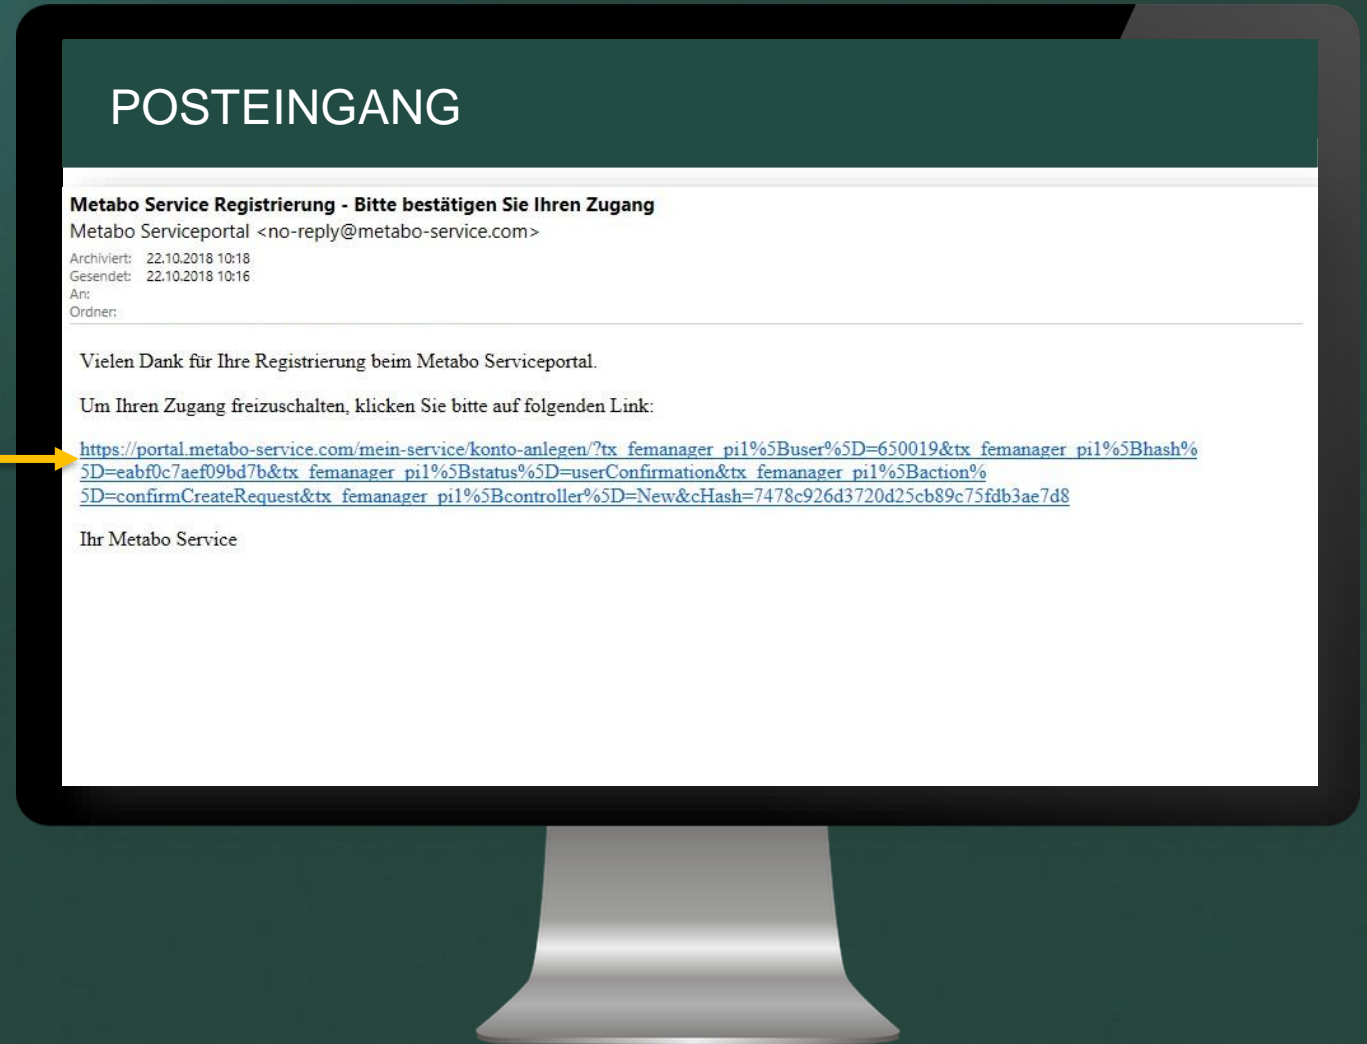 POSTEINGANG
Metabo Service Registrierung - Bitte bestätigen Sie Ihren Zugang
Metabo Serviceportal <no-reply@metabo-service.com>
Archiviert: 22.10.2018 10:18
Gesendet: 22.10.2018 10:16
An:
Ordner:
Vielen Dank für Ihre Registrierung beim Metabo Serviceportal.
Um Ihren Zugang freizuschalten, klicken Sie bitte auf folgenden Link:
https://portal.metabo-service.com/mein-service/konto-anlegen/?tx_femanager_pi1%5Buser%5D=650019&tx_femanager_pi1%5Bhash%
5D=eabf0c7aef09bd7b&tx_femanager_pi1%5Bstatus%5D=userConfirmation&tx_femanager_pi1%5Baction%
5D=confirmCreateRequest&tx_femanager_pi1%5Bcontroller%5D=New&cHash=7478c926d3720d25cb89c75fdb3ae7d8
Ihr Metabo Service